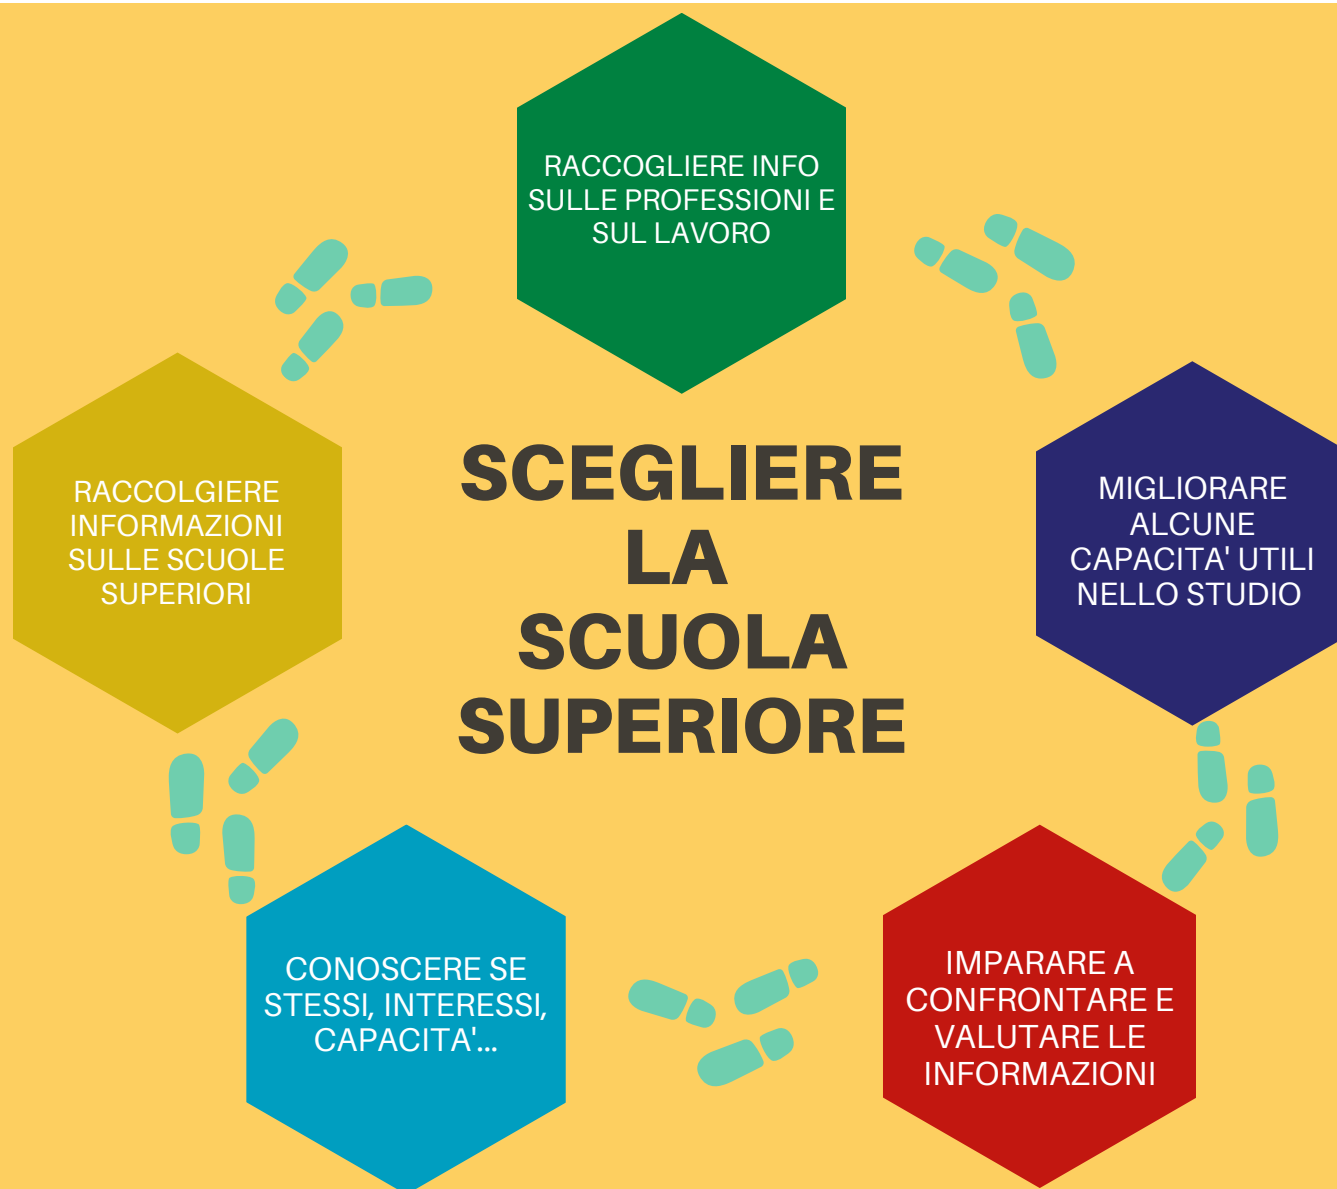 RACCOGLIERE INFO
SULLE PROFESSIONI E
SUL LAVORO
SCEGLIERE
LA
SCUOLA
SUPERIORE
RACCOLGIERE
INFORMAZIONI
SULLE SCUOLE
SUPERIORI
MIGLIORARE
ALCUNE
CAPACITA' UTILI
NELLO STUDIO
CONOSCERE SE
STESSI, INTERESSI,
CAPACITA'...
IMPARARE A
CONFRONTARE E
VALUTARE LE
INFORMAZIONI